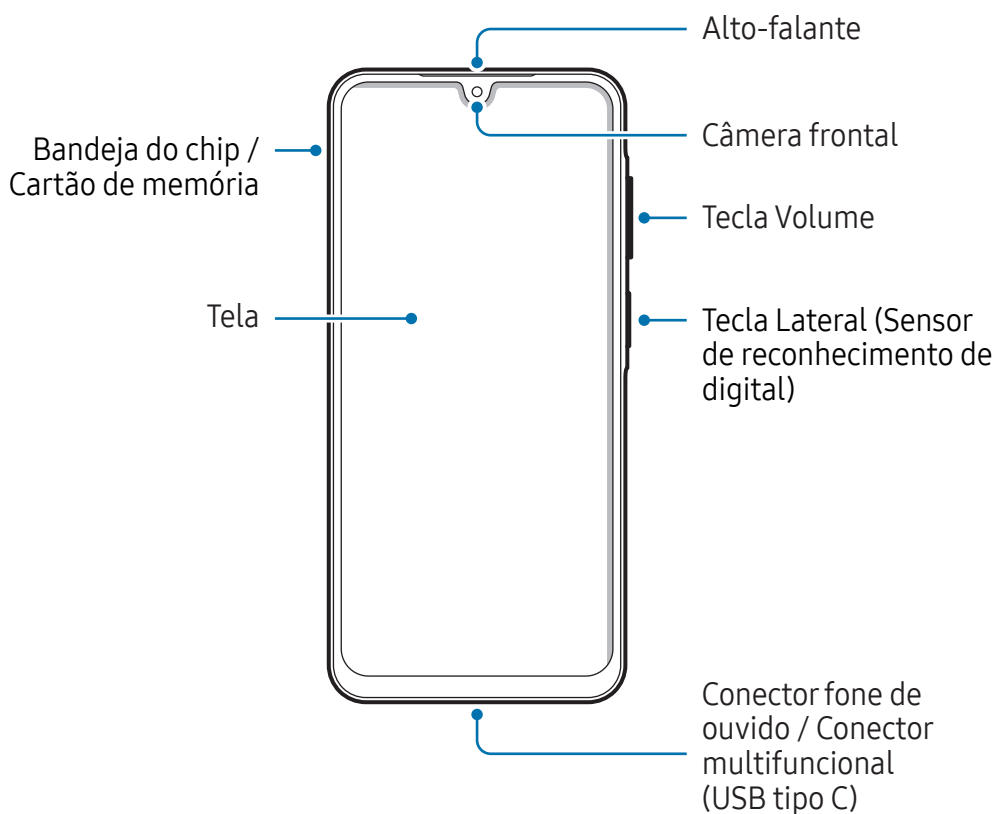 Alto-falante
Câmera frontal
Bandeja do chip /
Cartão de memória
Tecla Volume
Tela
Tecla Lateral (Sensor
de reconhecimento de
digital)
Conector fone de
ouvido / Conector
multifuncional
(USB tipo C)